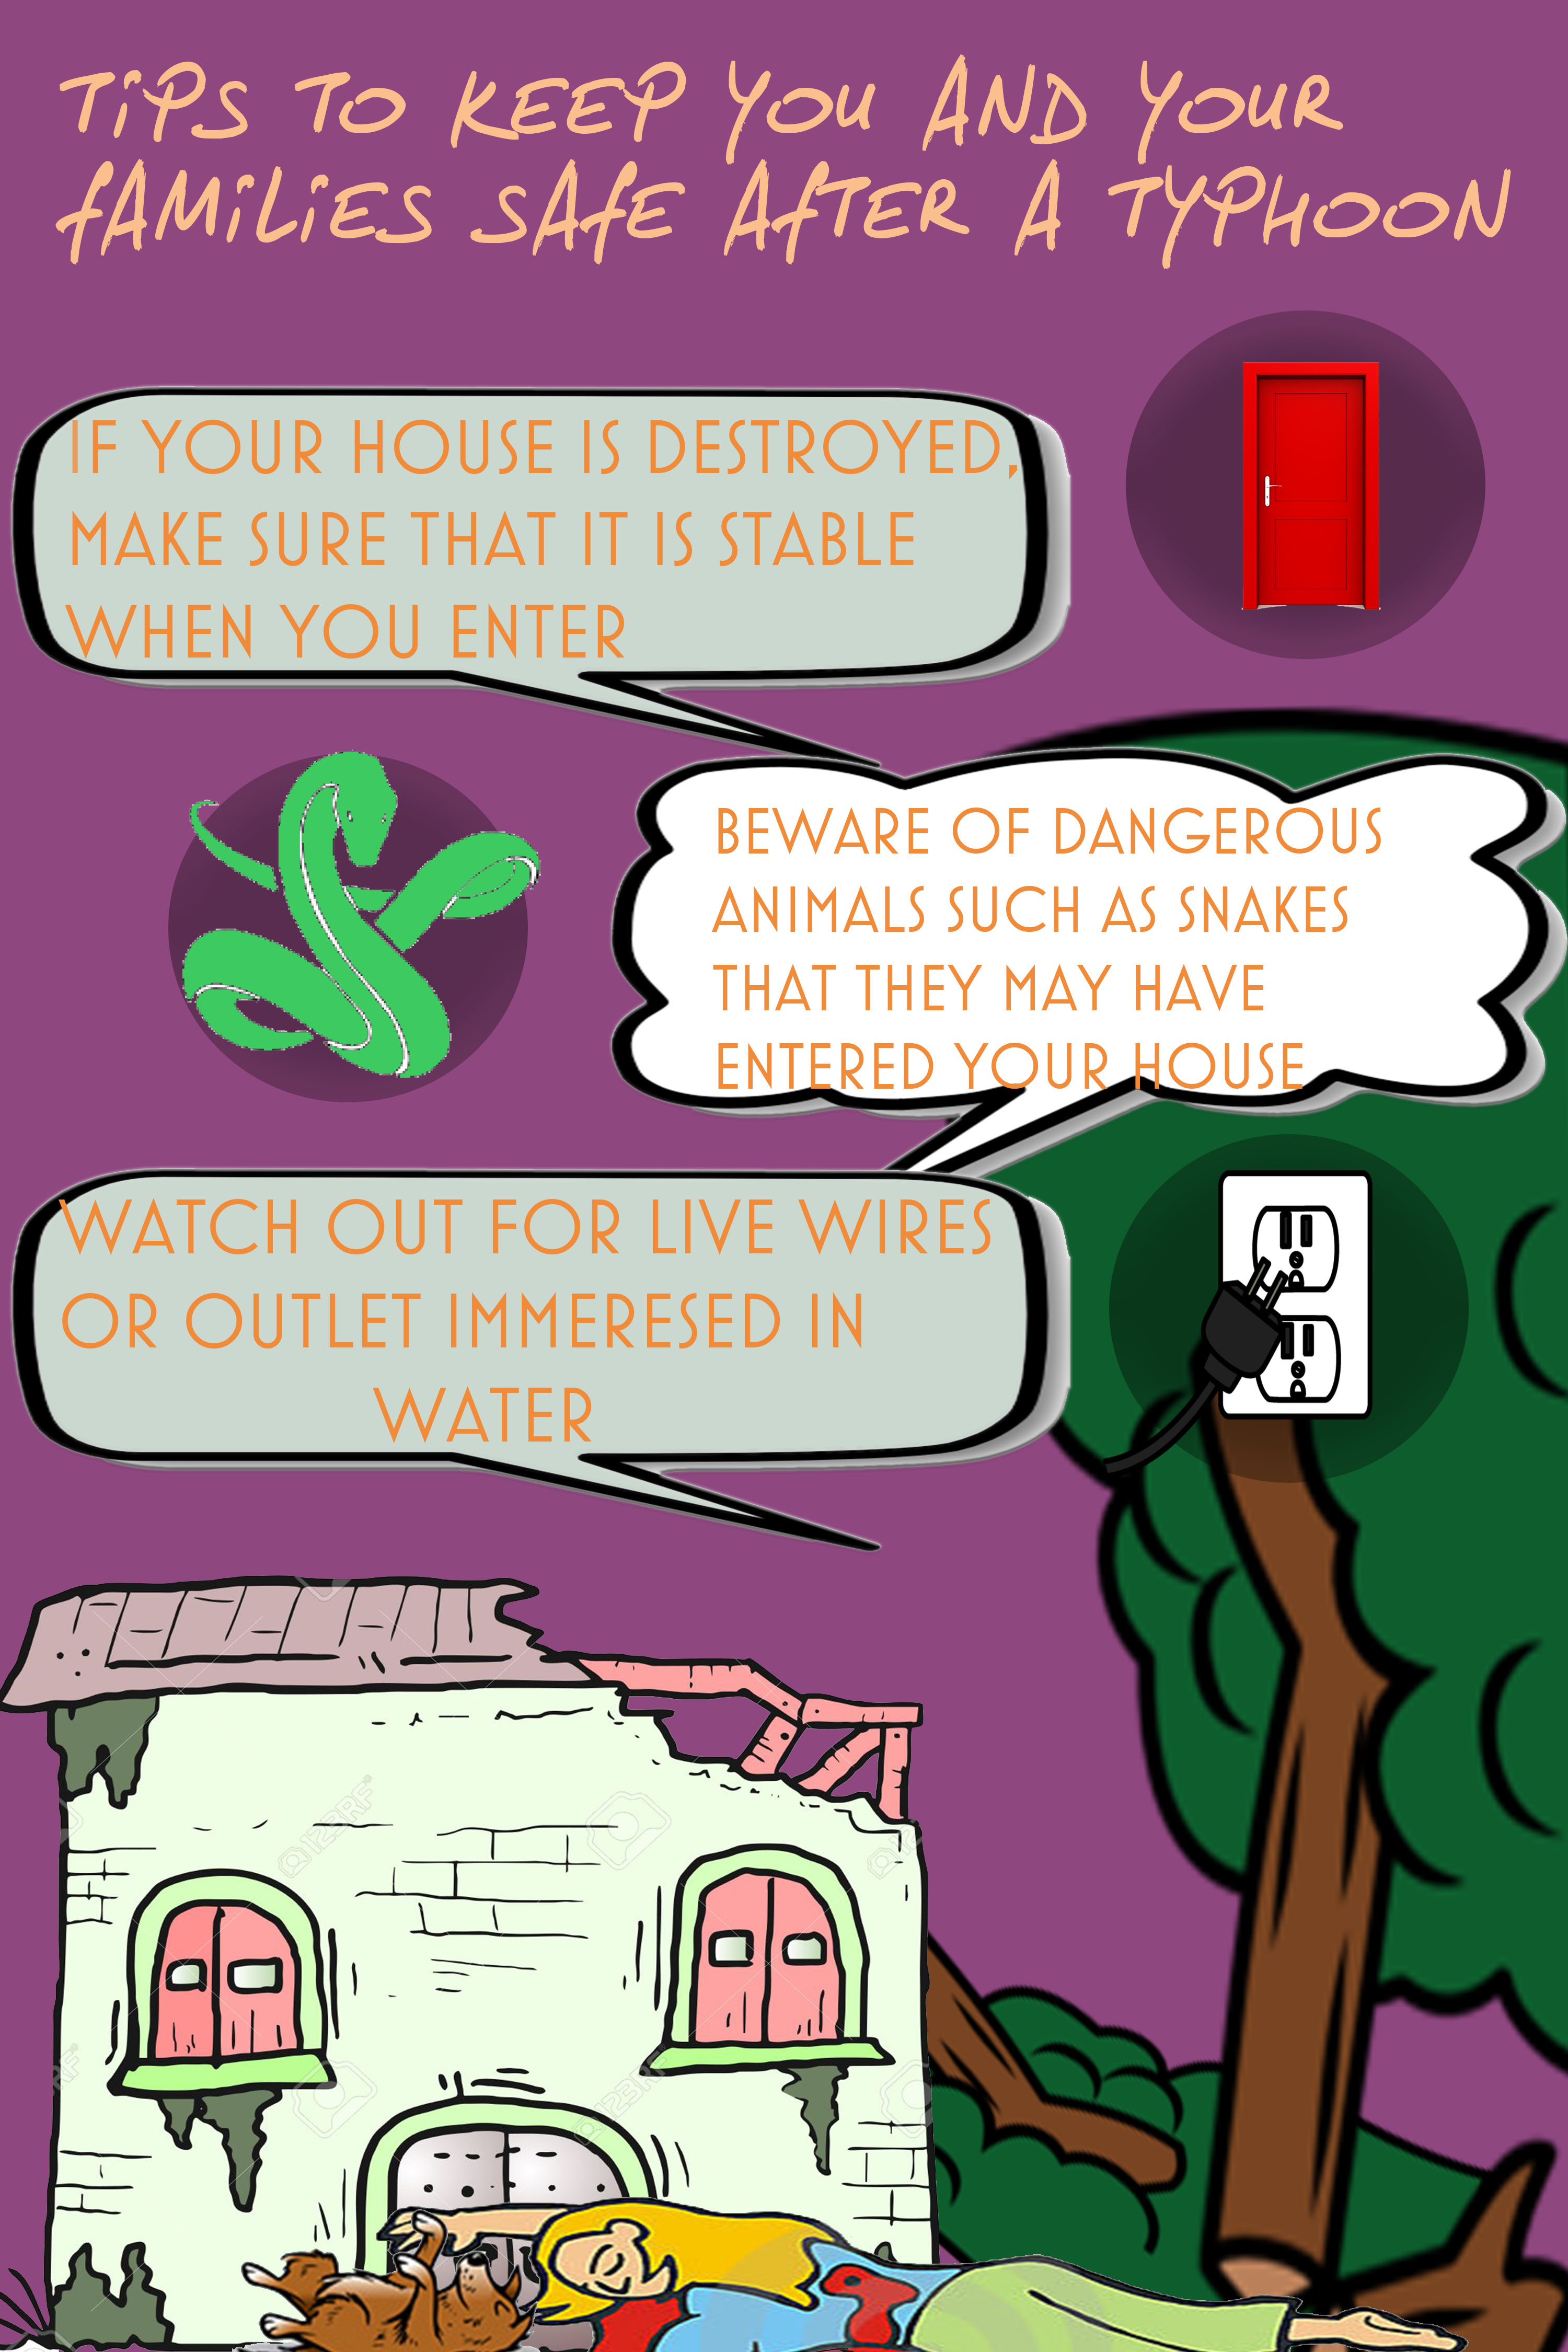 TiPS TO KEEP YOU AND YOUR
fAMiLiES SAfE AfTER A TYPHOON
IF YOUR HOUSE IS DESTROYED,
MAKE SURE THAT IT IS STABLE
WHEN YOU ENTER
BEWARE OF DANGEROUS
ANIMALS SUCH AS SNAKES
THAT THEY MAY HAVE
ENTERED YOUR HOUSE
WATCH OUT FOR LIVE WIRES
OR OUTLET IMMERESED IN
WATER
123RF
123RF